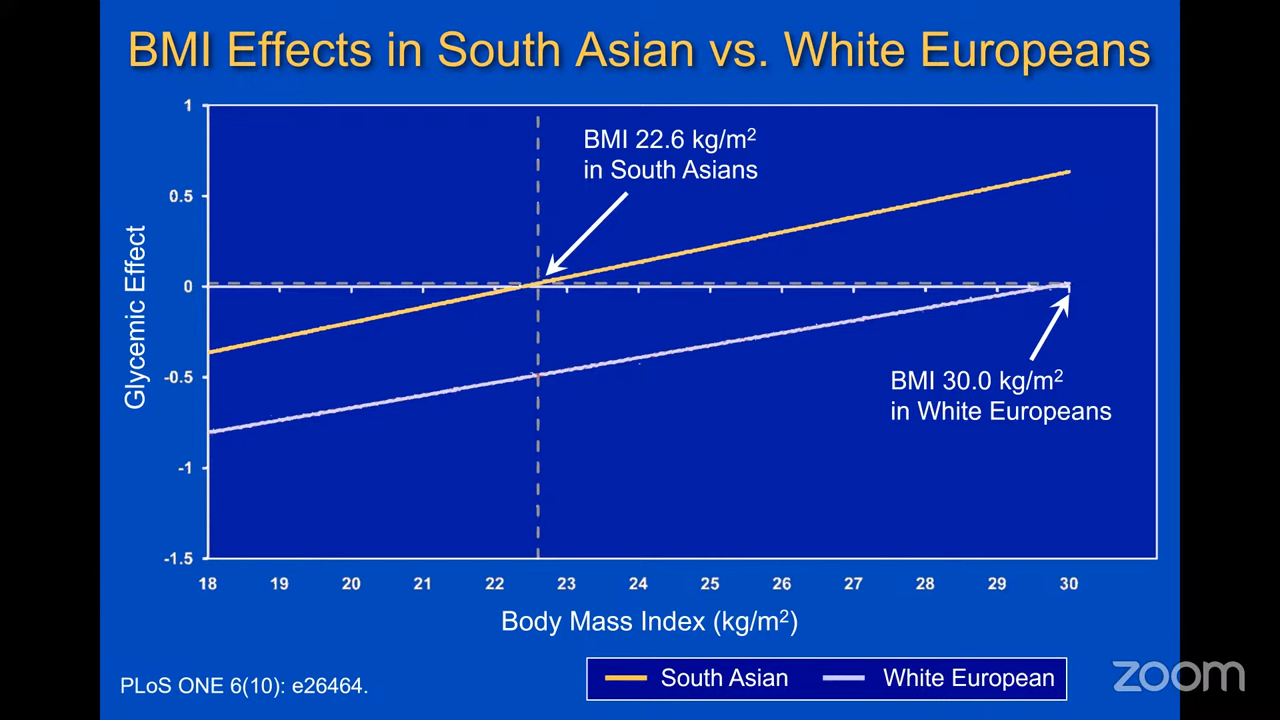 BMI Effects in South Asian vs. White Europeans
1
0.5
0
-0.5
-1
-1.5
Glycemic Effect
BMI 22.6 kg/m²
in South Asians
BMI 30.0 kg/m²
in White Europeans
18 19 20 21 22 23 24 25 26 27 28 29 30
Body Mass Index (kg/m²)
PLoS ONE 6(10): e26464.
South Asian White European
zoom